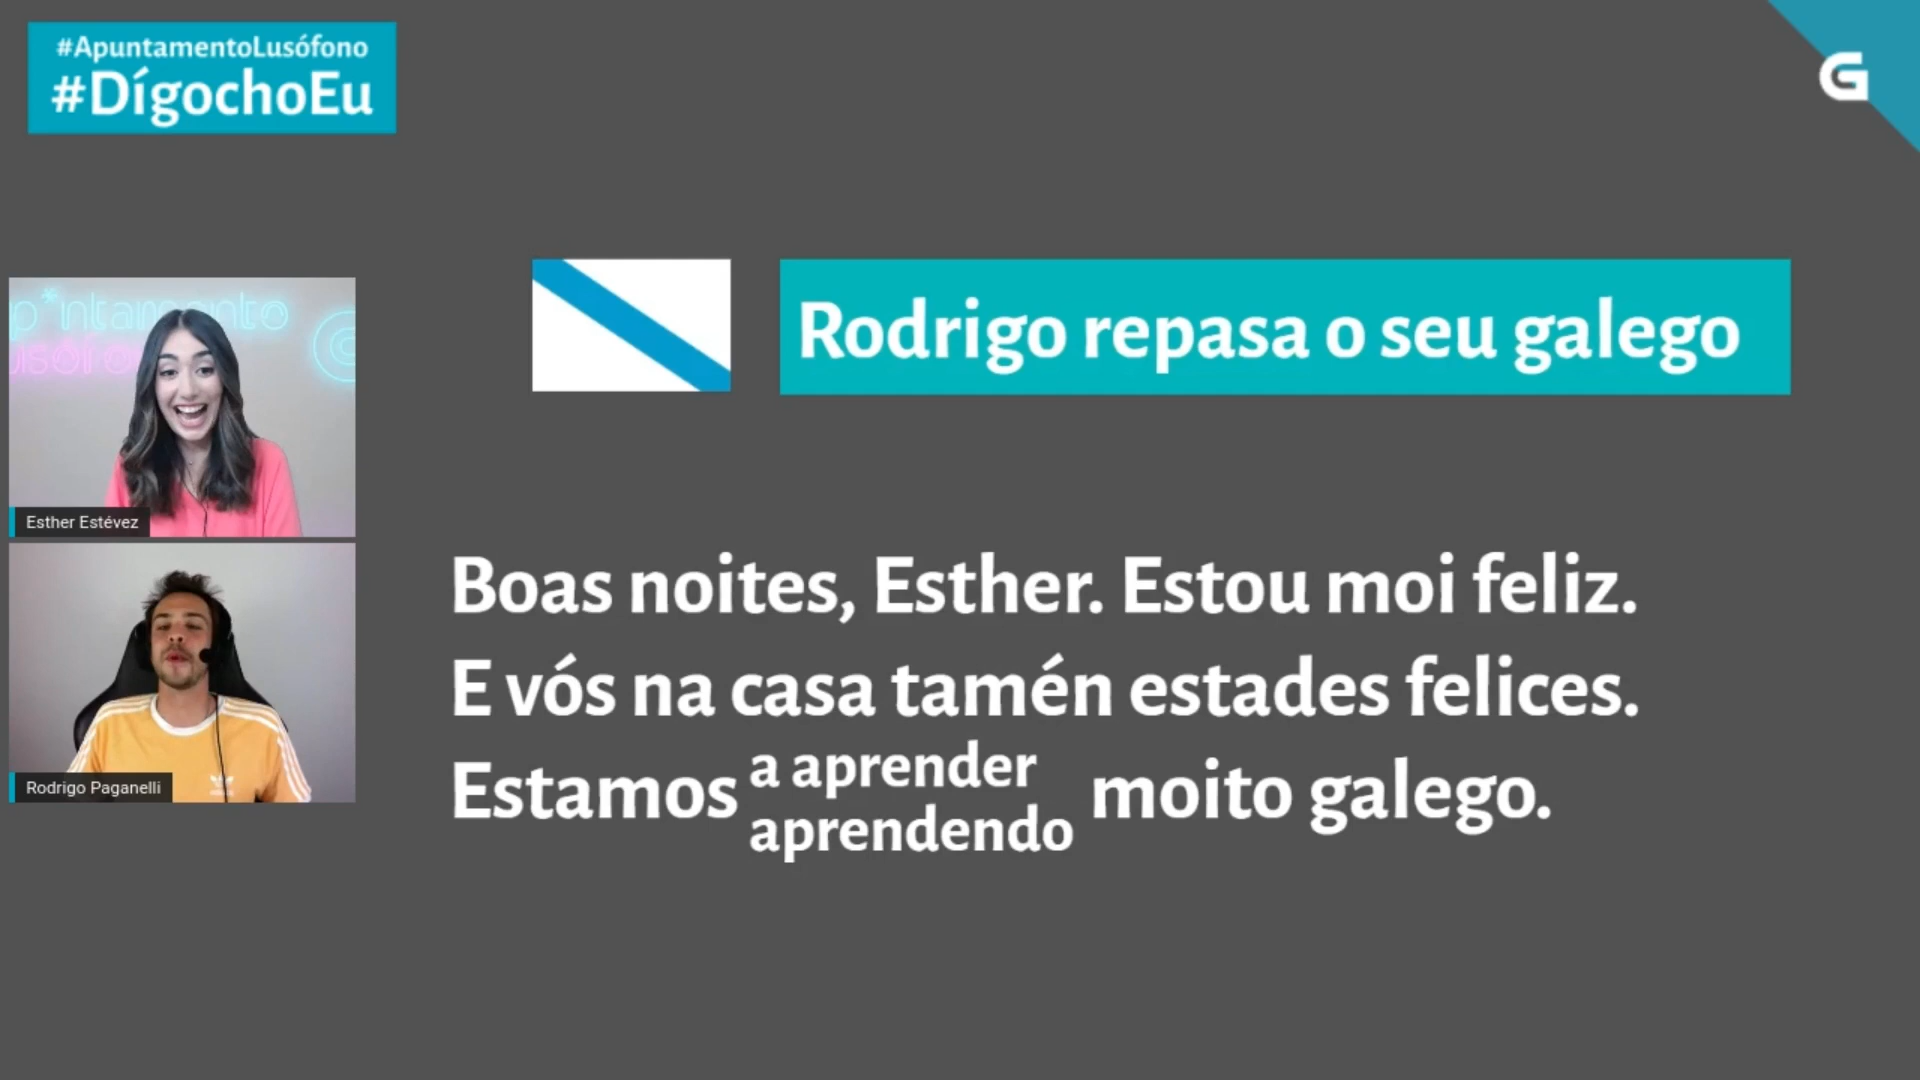 #ApuntamentoLusófono
#DígochoEu
G
Rodrigo repasa o seu galego
Esther Estévez
Rodrigo Paganelli
Boas noites, Esther. Estou moi feliz.
E vós na casa tamén estades felices.
Estamos a aprender moito galego.
aprendendo